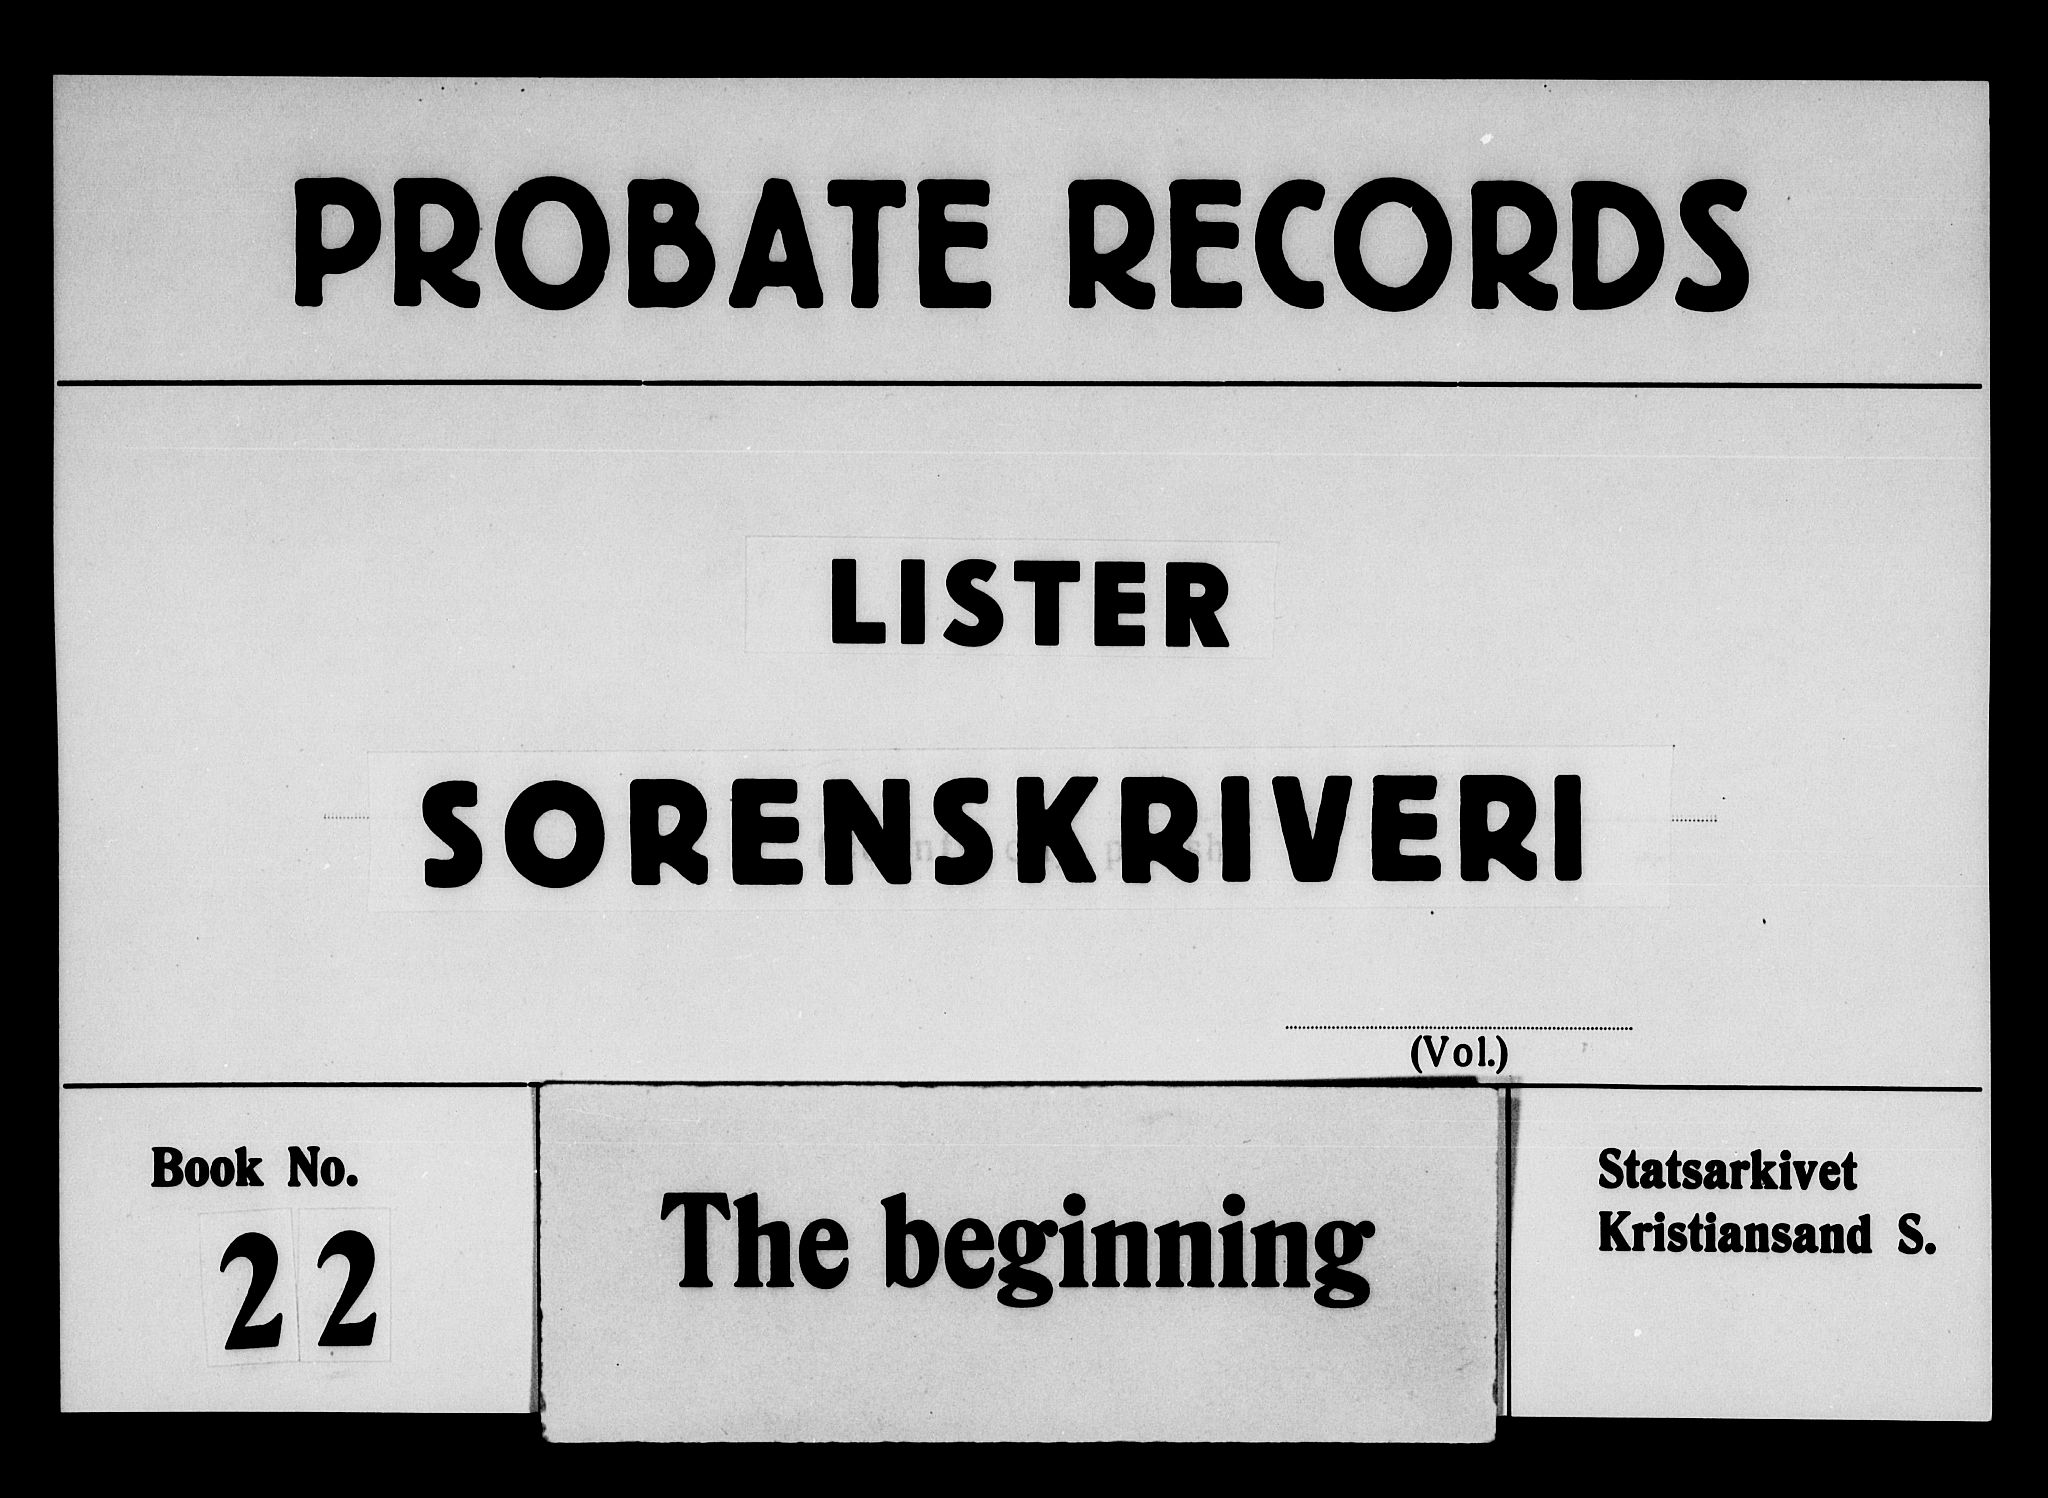 PROBATE RECORDS
LISTER
SORENSKRIVERI
(Vol.)
Book No.
22
The beginning
Statsarkivet
Kristiansand S.